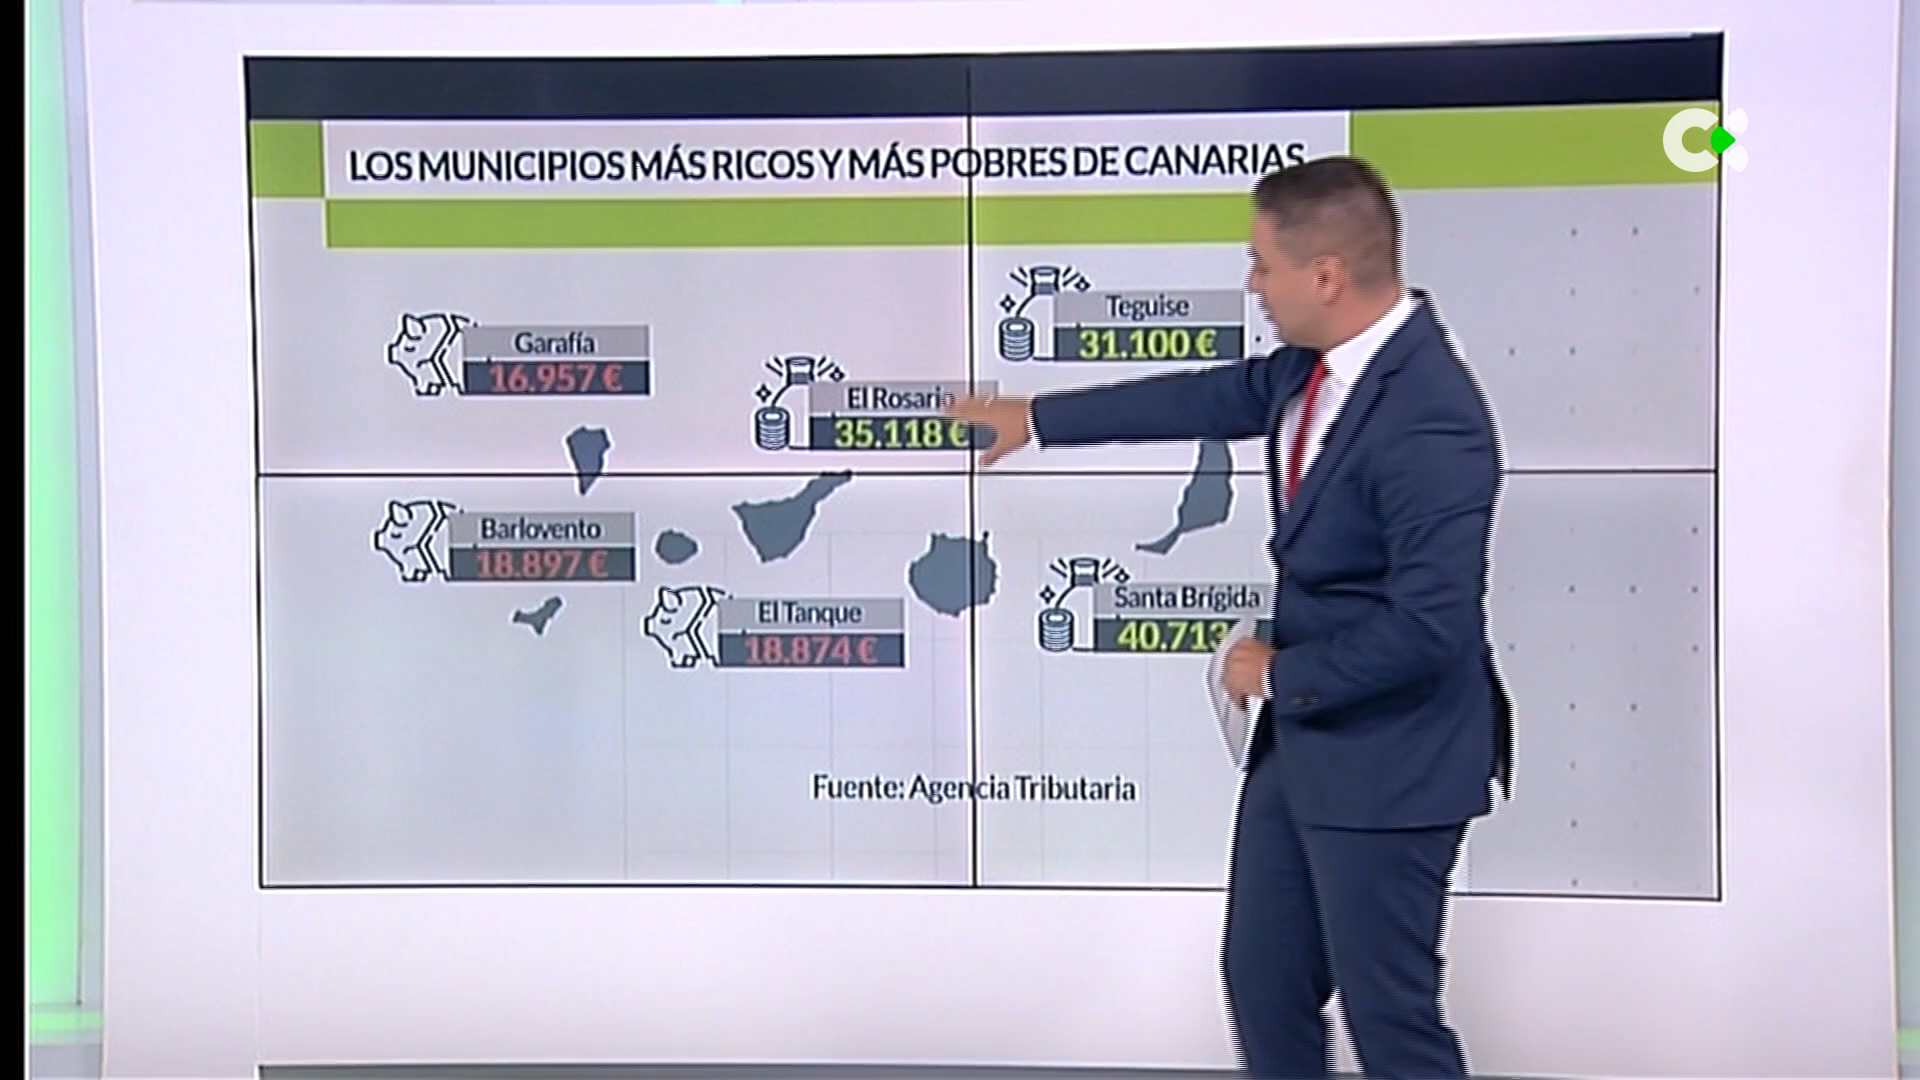 LOS MUNICIPIOS MÁS RICOS Y MÁS POBRES DE CANARIAS
Teguise
31.100 €
Garafía
16.957 €
El Rosario
35.118 €
Barlovento
18.897 €
El Tanque
18.874 €
Santa Brígida
40.713
Fuente: Agencia Tributaria